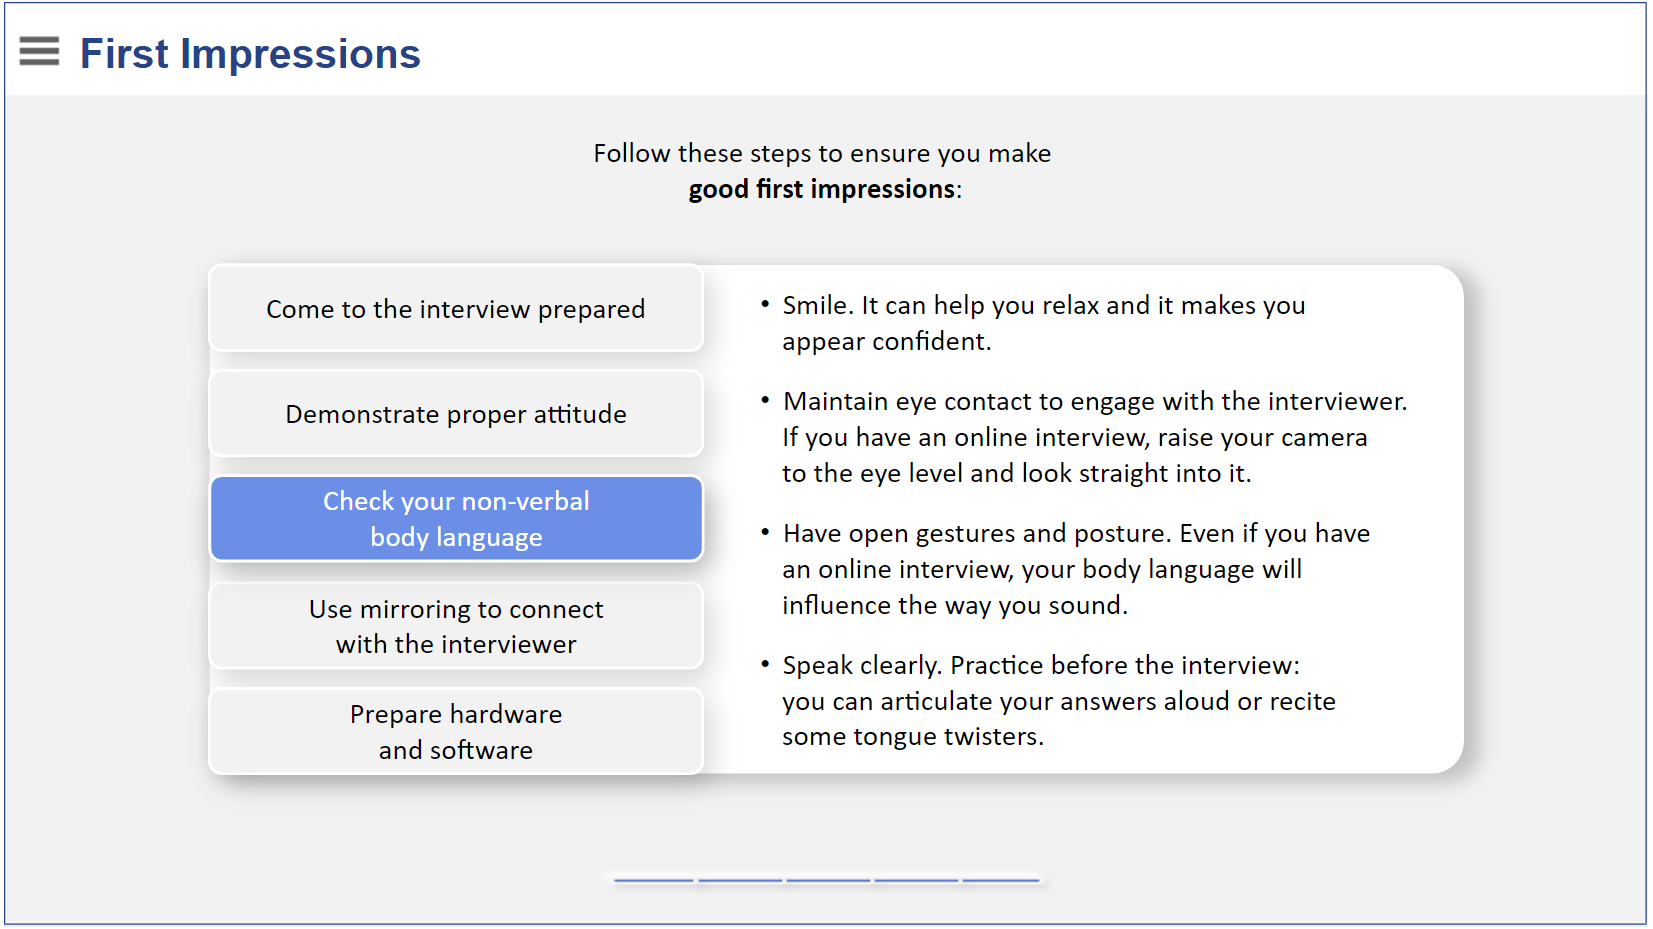 First Impressions
Follow these steps to ensure you make
good first impressions:
Come to the interview prepared
Demonstrate proper attitude
Check your non-verbal
body language
Use mirroring to connect
with the interviewer
Prepare hardware
and software
• Smile. It can help you relax and it makes you
appear confident.
• Maintain eye contact to engage with the interviewer.
If you have an online interview, raise your camera
to the eye level and look straight into it.
• Have open gestures and posture. Even if you have
an online interview, your body language will
influence the way you sound.
• Speak clearly. Practice before the interview:
you can articulate your answers aloud or recite
some tongue twisters.